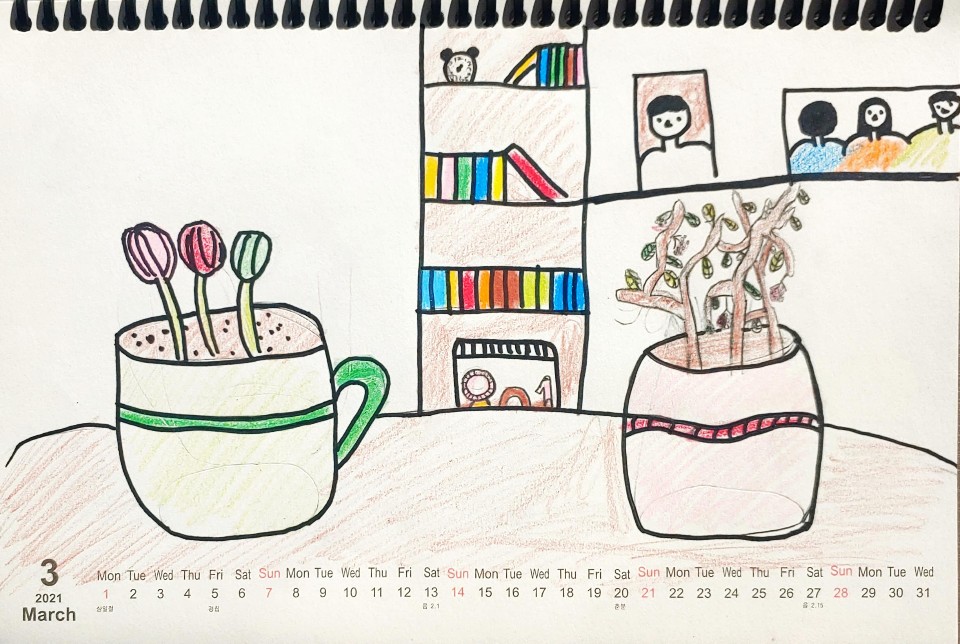 201
3
2021
March
Mon Tue Wed Thu Fri Sat Sun Mon Tue Wed Thu Fri Sat Sun Mon Tue Wed Thu Fri Sat Sun Mon Tue Wed Thu Fri Sat Sun Mon Tue Wed
1 2 3 4 5 6 7 8 9 10 11 12 13 14 15 16 17 18 19 20 21 22 23 24 25 26 27 28 29 30 31
삼일절 경칩 음 2.1 춘분 음 2.15